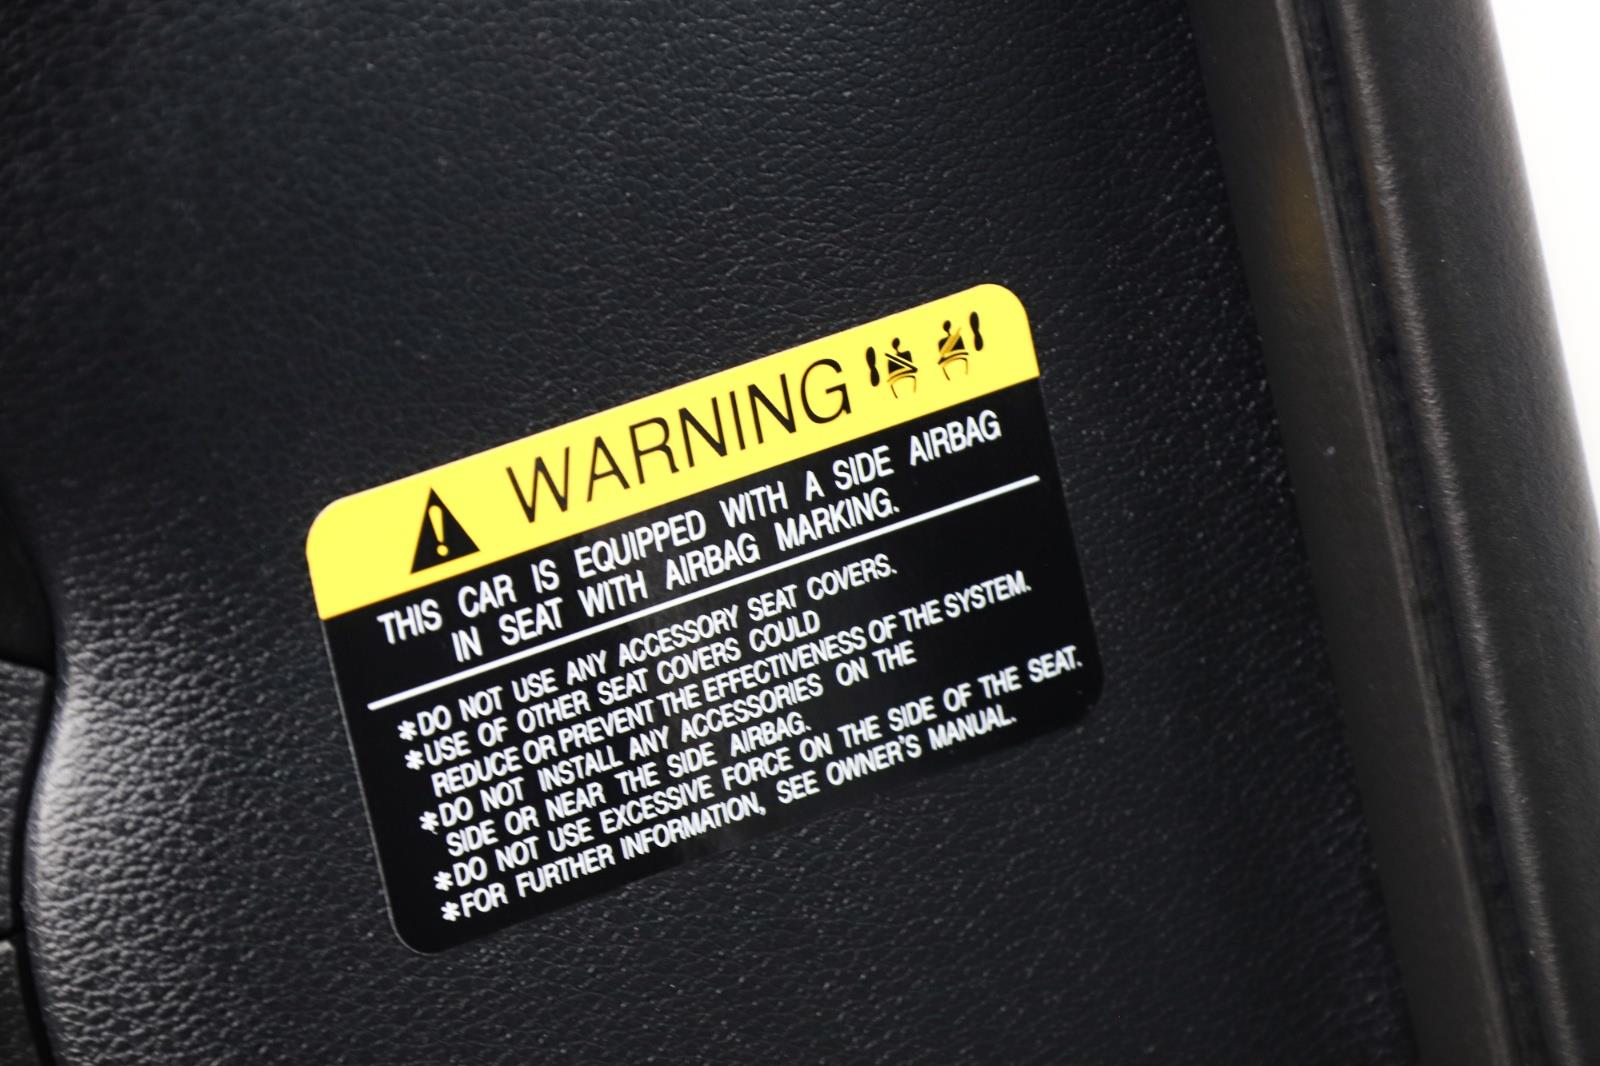 WARNING
THIS CAR IS EQUIPPED WITH A SIDE AIRBAG
IN SEAT WITH AIRBAG MARKING.
*DO NOT USE ANY ACCESSORY SEAT COVERS.
*USE OF OTHER SEAT COVERS COULD
REDUCE OR PREVENT THE EFFECTIVENESS OF THE SYSTEM.
*DO NOT INSTALL ANY ACCESSORIES ON THE
SIDE OR NEAR THE SIDE AIRBAG.
*DO NOT USE EXCESSIVE FORCE ON THE SIDE OF THE SEAT.
*FOR FURTHER INFORMATION, SEE OWNER'S MANUAL.